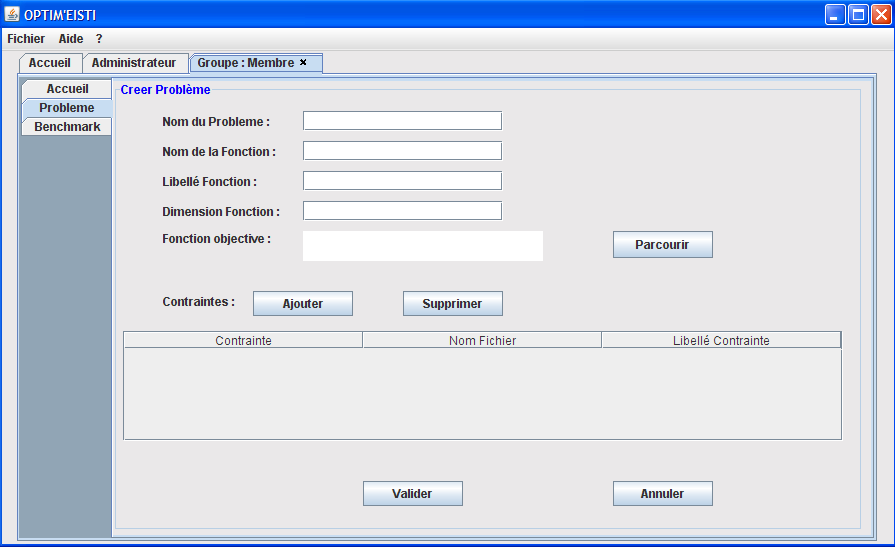 OPTIM'EISTI
Fichier Aide ?
Accueil Administrateur Groupe : Membre ×
Accueil
Probleme
Benchmark
Creer Problème
Nom du Probleme :
Nom de la Fonction :
Libellé Fonction :
Dimension Fonction :
Fonction objective : Parcourir
Contraintes : Ajouter Supprimer
Contrainte Nom Fichier Libellé Contrainte
Valider Annuler